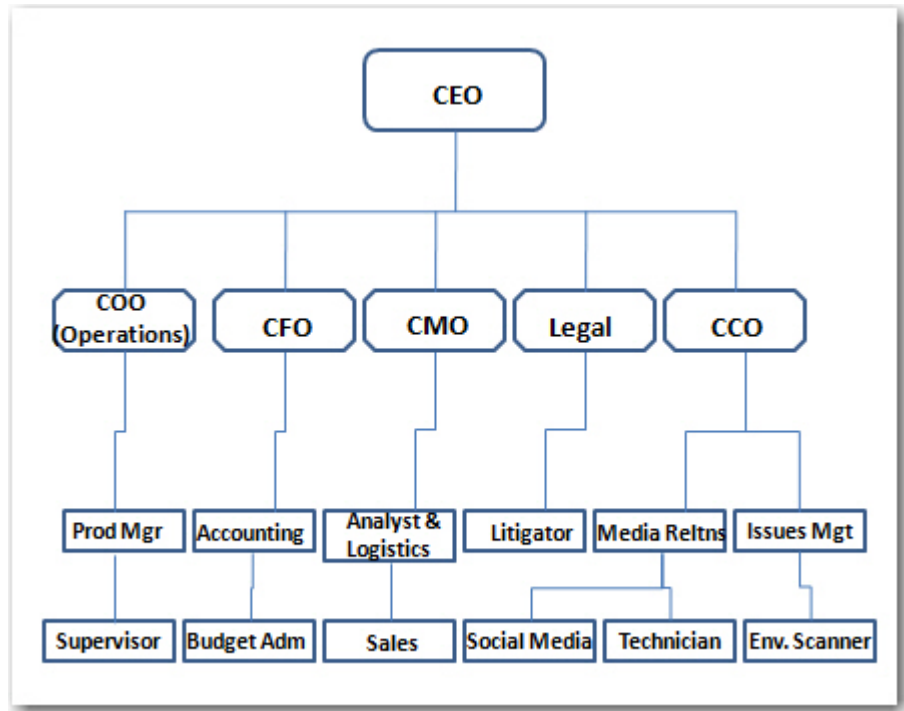 CEO
COO
(Operations)
CFO
CMO
Legal
CCO
Prod Mgr
Accounting
Analyst &
Logistics
Litigator
Media Reltns
Issues Mgt
Supervisor
Budget Adm
Sales
Social Media
Technician
Env. Scanner